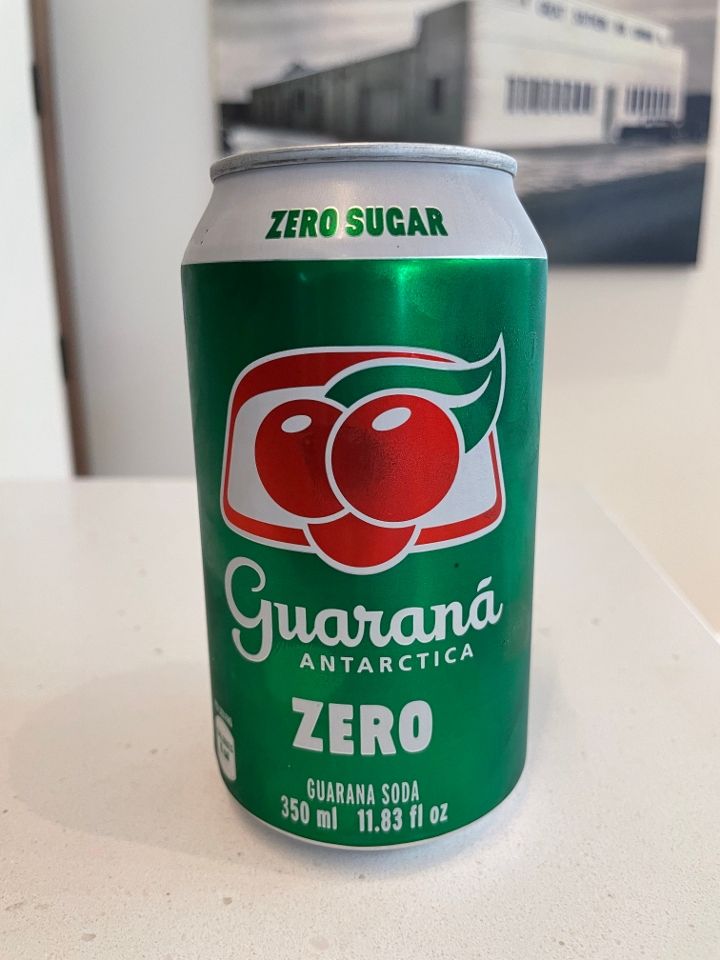 ZERO SUGAR
Guaraná
ANTARCTICA
ZERO
GUARANA SODA
350 ml 11.83 fl oz